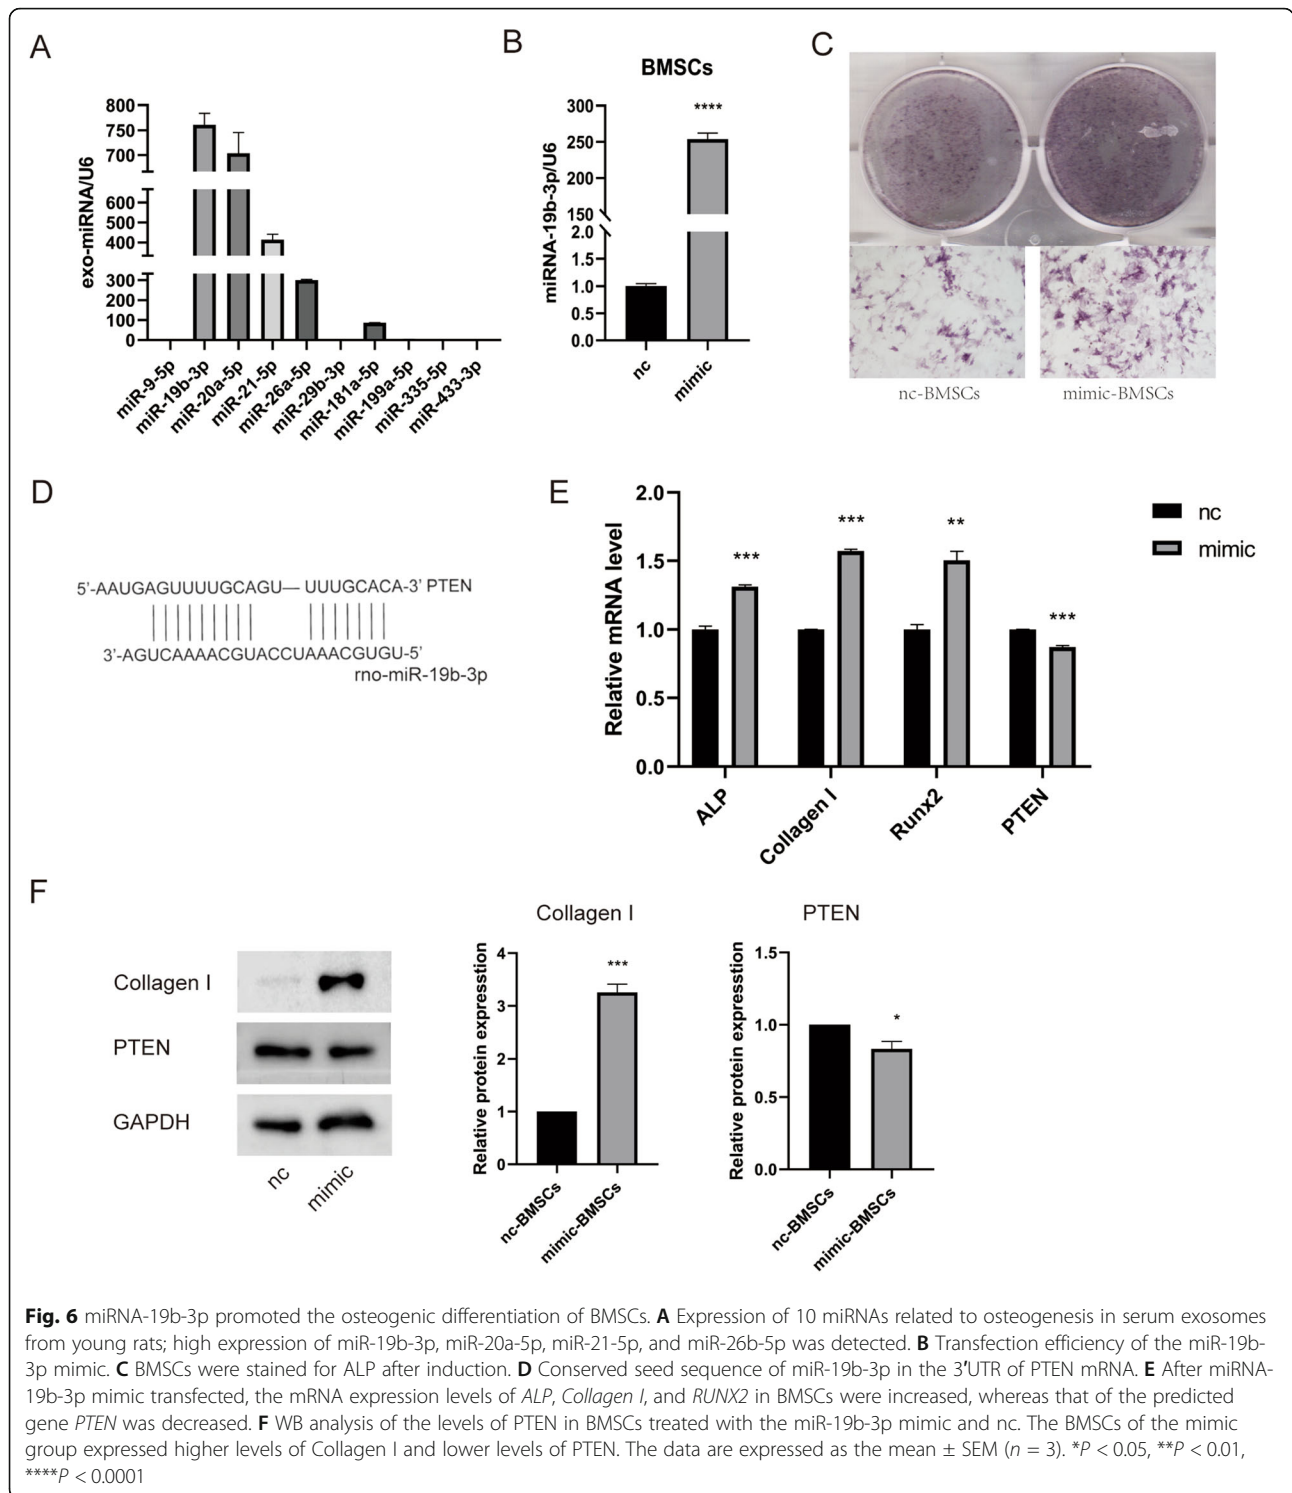 A
exo-miRNA/U6
800
750
700
600
500
400
300
200
100
0
miR-9-5p
miR-19b-3p
miR-20a-5p
miR-21-5p
miR-26a-5p
miR-29b-3p
miR-181a-5p
miR-199a-5p
miR-335-5p
miR-433-3p
B
BMSCs
miRNA-19b-3p/U6
300
250
200
150
2.0
1.5
1.0
0.5
0.0
****
nc
mimic
C
nc-BMSCs
mimic-BMSCs
D
5'-AAUGAGUUUUGCAGU— UUUGCACA-3' PTEN
3'-AGUCAAAACGUACCUAAACGUGU-5'
rno-miR-19b-3p
E
Relative mRNA level
2.0
1.5
1.0
0.5
0.0
***
***
**
***
ALP
Collagen I
Runx2
PTEN
nc
mimic
F
Collagen I
PTEN
GAPDH
nc
mimic
Collagen I
Relative protein expresstion
4
3
2
1
0
***
nc-BMSCs
mimic-BMSCs
PTEN
Relative protein expresstion
1.5
1.0
0.5
0.0
*
nc-BMSCs
mimic-BMSCs
Fig. 6 miRNA-19b-3p promoted the osteogenic differentiation of BMSCs. A Expression of 10 miRNAs related to osteogenesis in serum exosomes
from young rats; high expression of miR-19b-3p, miR-20a-5p, miR-21-5p, and miR-26b-5p was detected. B Transfection efficiency of the miR-19b-
3p mimic. C BMSCs were stained for ALP after induction. D Conserved seed sequence of miR-19b-3p in the 3′UTR of PTEN mRNA. E After miRNA-
19b-3p mimic transfected, the mRNA expression levels of ALP, Collagen I, and RUNX2 in BMSCs were increased, whereas that of the predicted
gene PTEN was decreased. F WB analysis of the levels of PTEN in BMSCs treated with the miR-19b-3p mimic and nc. The BMSCs of the mimic
group expressed higher levels of Collagen I and lower levels of PTEN. The data are expressed as the mean ± SEM (n = 3). *P < 0.05, **P < 0.01,
****P < 0.0001